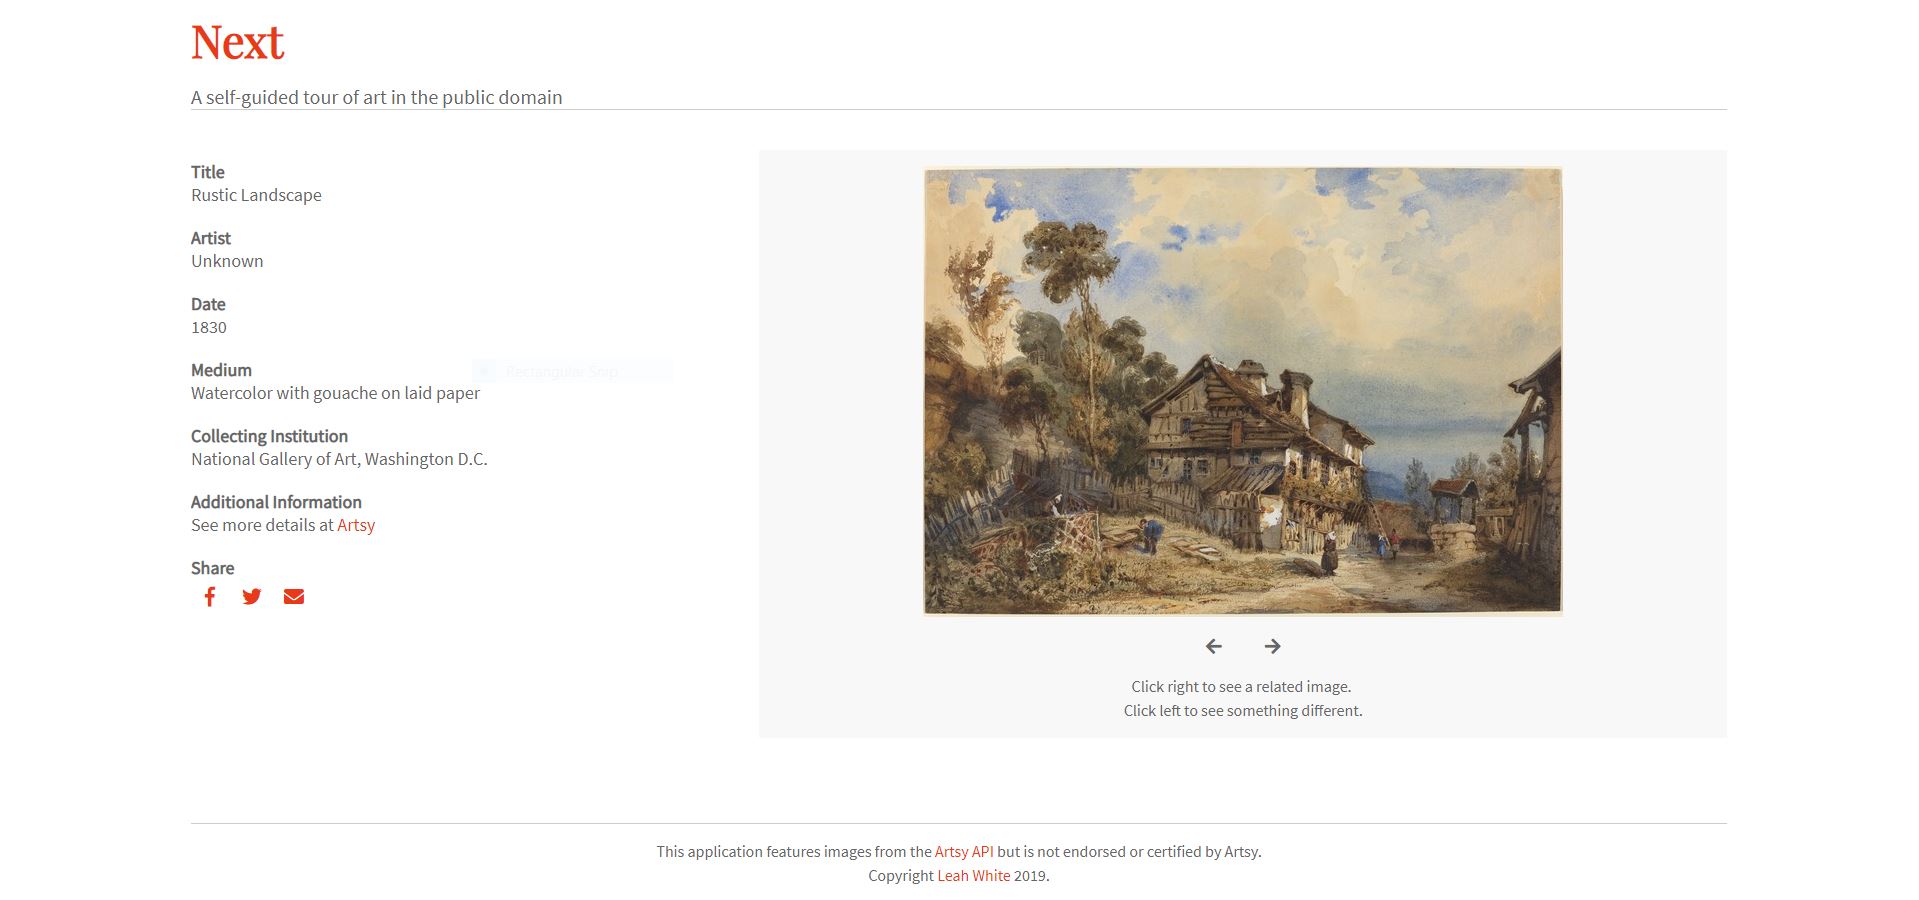 Next
A self-guided tour of art in the public domain
Title
Rustic Landscape
Artist
Unknown
Date
1830
Medium
Rectangular Snip
Watercolor with gouache on laid paper
Collecting Institution
National Gallery of Art, Washington D.C.
Additional Information
See more details at Artsy
Share
Click right to see a related image.
Click left to see something different.
This application features images from the Artsy API but is not endorsed or certified by Artsy.
Copyright Leah White 2019.